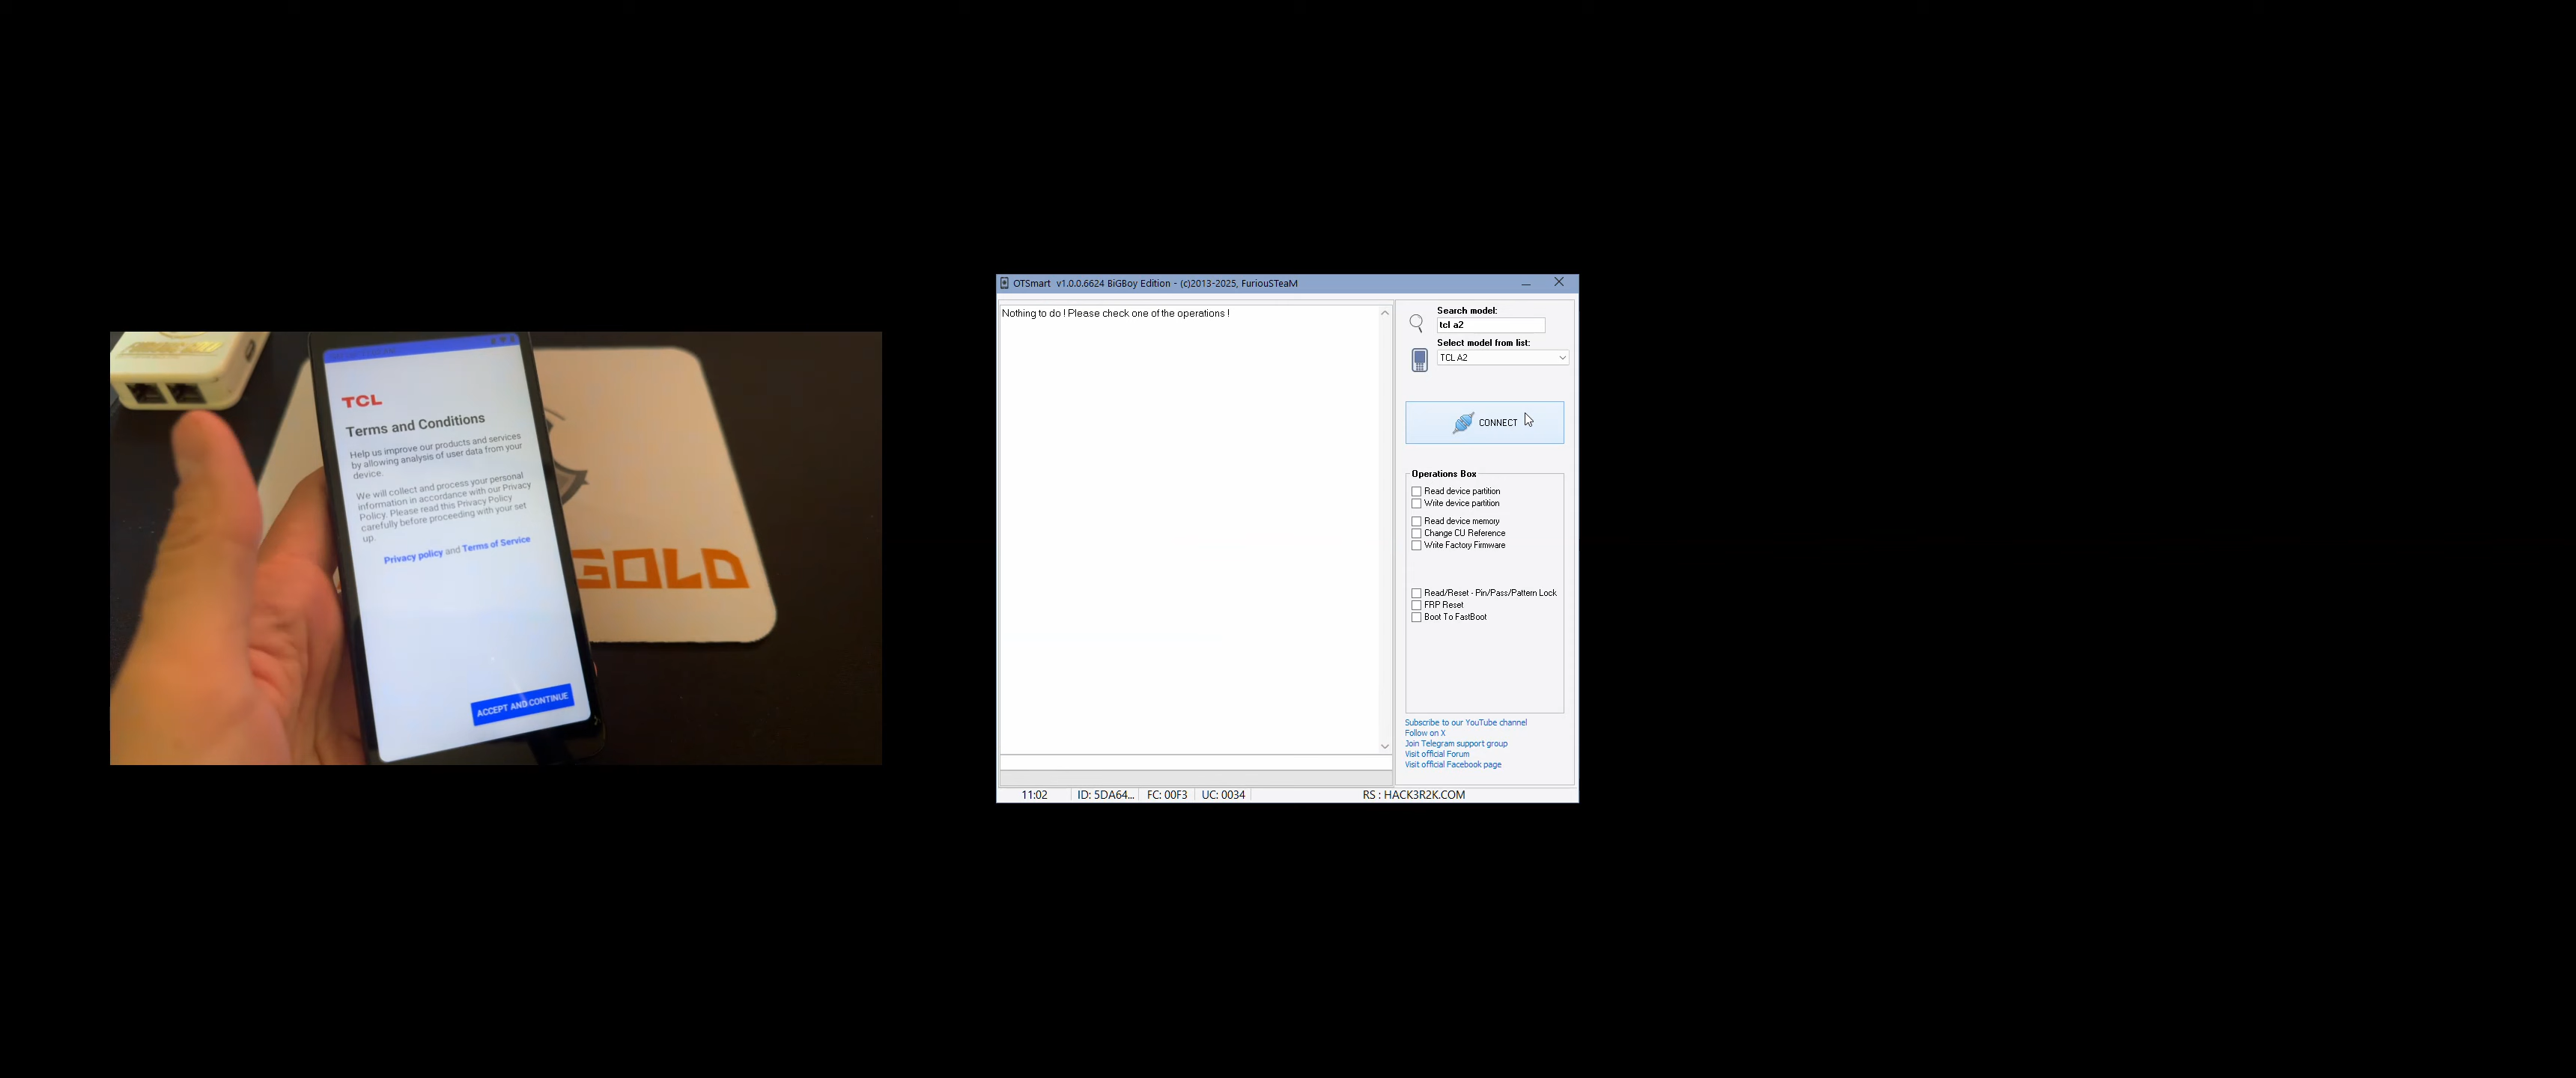 TCL
Terms and Conditions
Help us improve our products and services
by allowing analysis of user data from your
device.
We will collect and process your personal
information in accordance with our Privacy
Policy. Please read this Privacy Policy
carefully before proceeding with your set
up.
Privacy policy and Terms of Service
ACCEPT AND CONTINUE
GOLD
OTSmart v1.0.0.6624 BiGBoy Edition - (c)2013-2025, FuriouSTeaM
Nothing to do ! Please check one of the operations !
Search model:
tcl a2
Select model from list:
TCL A2
CONNECT
Operations Box
Read device partition
Write device partition
Read device memory
Change CU Reference
Write Factory Firmware
Read/Reset - Pin/Pass/Pattern Lock
FRP Reset
Boot To FastBoot
Subscribe to our YouTube channel
Follow on X
Join Telegram support group
Visit official Forum
Visit official Facebook page
11:02
ID: 5DA64...
FC: 00F3
UC: 0034
RS : HACK3R2K.COM